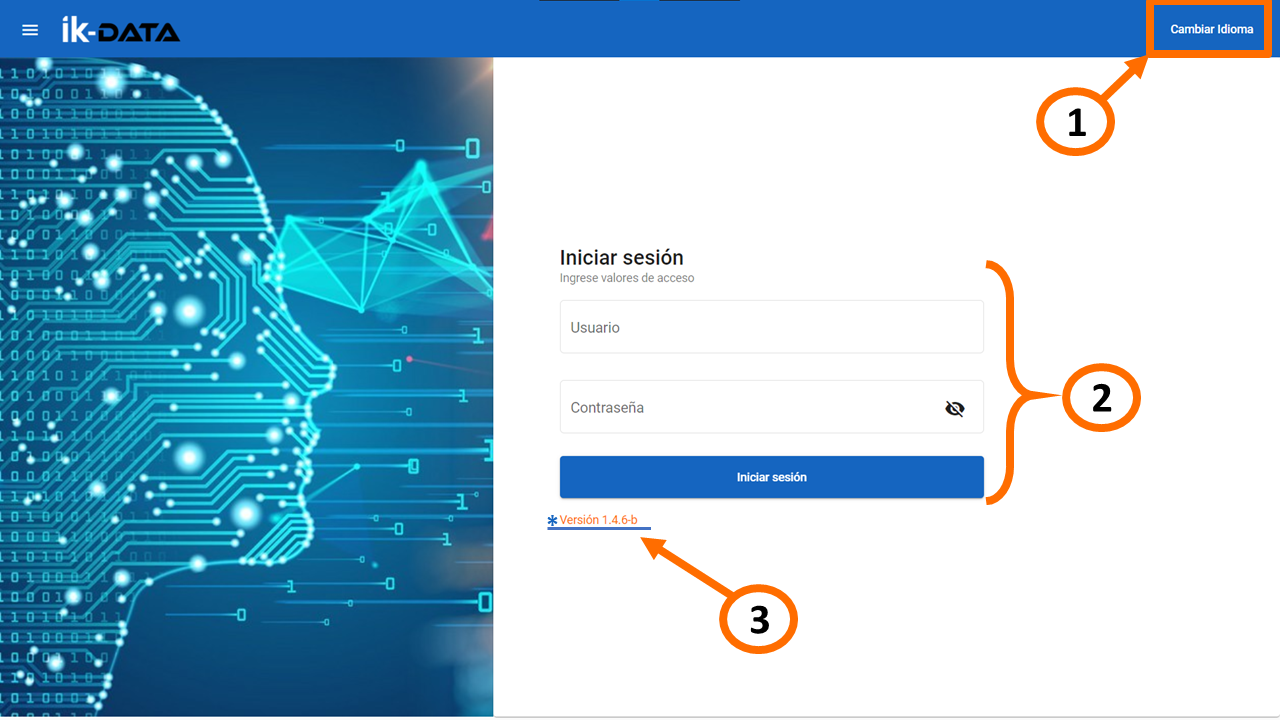 ik-DATA
Cambiar Idioma
1
Iniciar sesión
Ingrese valores de acceso
Usuario
Contraseña
2
Iniciar sesión
* Versión 1.4.6-b
3